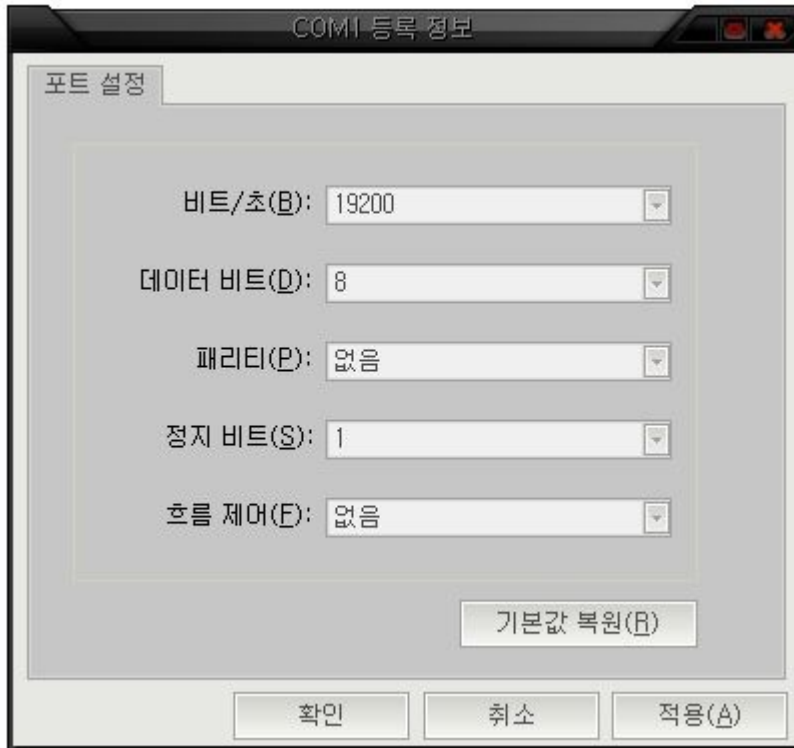 COM1 등록 정보
포트 설정
비트/초(B): 19200
데이터 비트(D): 8
패리티(P): 없음
정지 비트(S): 1
흐름 제어(F): 없음
기본값 복원(R)
확인 취소 적용(A)